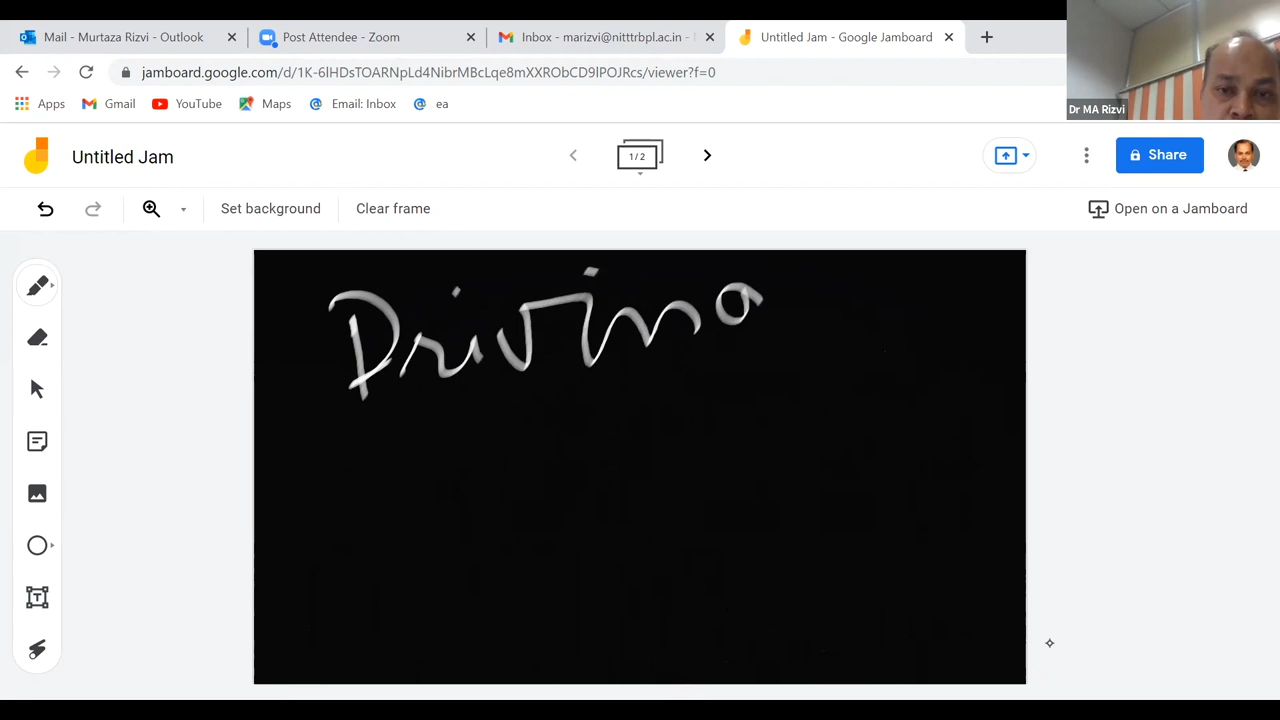 Mail - Murtaza Rizvi - Outlook
Post Attendee - Zoom
Inbox - marizvi@nitttrbpl.ac.in -
Untitled Jam - Google Jamboard
jamboard.google.com/d/1K-6lHDsTOARNpLd4NibrMBcLqe8mXXRObCD9lPOJRcs/viewer?f=0
Apps
Gmail
YouTube
Maps
Email: Inbox
ea
Dr MA Rizvi
Untitled Jam
1 / 2
Share
Set background
Clear frame
Open on a Jamboard
T